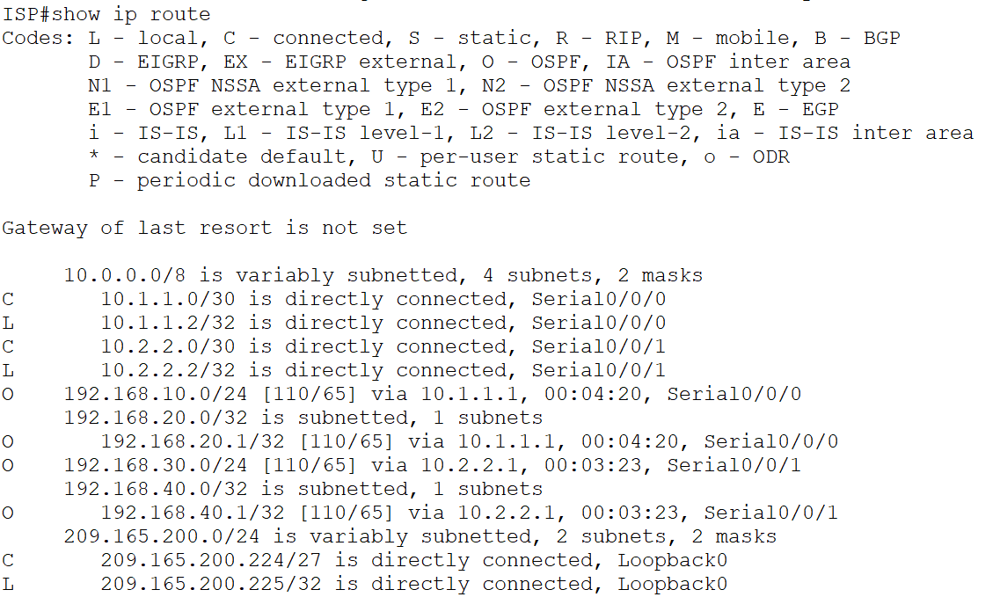 ISP#show ip route
Codes: L - local, C - connected, S - static, R - RIP, M - mobile, B - BGP
D - EIGRP, EX - EIGRP external, O - OSPF, IA - OSPF inter area
N1 - OSPF NSSA external type 1, N2 - OSPF NSSA external type 2
E1 - OSPF external type 1, E2 - OSPF external type 2, E - EGP
i - IS-IS, L1 - IS-IS level-1, L2 - IS-IS level-2, ia - IS-IS inter area
* - candidate default, U - per-user static route, o - ODR
P - periodic downloaded static route
Gateway of last resort is not set
10.0.0.0/8 is variably subnetted, 4 subnets, 2 masks
C 10.1.1.0/30 is directly connected, Serial0/0/0
L 10.1.1.2/32 is directly connected, Serial0/0/0
C 10.2.2.0/30 is directly connected, Serial0/0/1
L 10.2.2.2/32 is directly connected, Serial0/0/1
O 192.168.10.0/24 [110/65] via 10.1.1.1, 00:04:20, Serial0/0/0
192.168.20.0/32 is subnetted, 1 subnets
O 192.168.20.1/32 [110/65] via 10.1.1.1, 00:04:20, Serial0/0/0
O 192.168.30.0/24 [110/65] via 10.2.2.1, 00:03:23, Serial0/0/1
192.168.40.0/32 is subnetted, 1 subnets
O 192.168.40.1/32 [110/65] via 10.2.2.1, 00:03:23, Serial0/0/1
209.165.200.0/24 is variably subnetted, 2 subnets, 2 masks
C 209.165.200.224/27 is directly connected, Loopback0
L 209.165.200.225/32 is directly connected, Loopback0